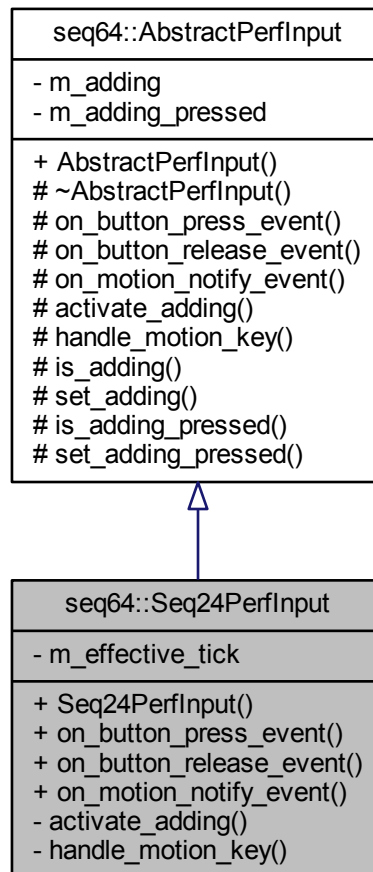 seq64::AbstractPerfInput
- m_adding
- m_adding_pressed
+ AbstractPerfInput()
# ~AbstractPerfInput()
# on_button_press_event()
# on_button_release_event()
# on_motion_notify_event()
# activate_adding()
# handle_motion_key()
# is_adding()
# set_adding()
# is_adding_pressed()
# set_adding_pressed()
seq64::Seq24PerfInput
- m_effective_tick
+ Seq24PerfInput()
+ on_button_press_event()
+ on_button_release_event()
+ on_motion_notify_event()
- activate_adding()
- handle_motion_key()